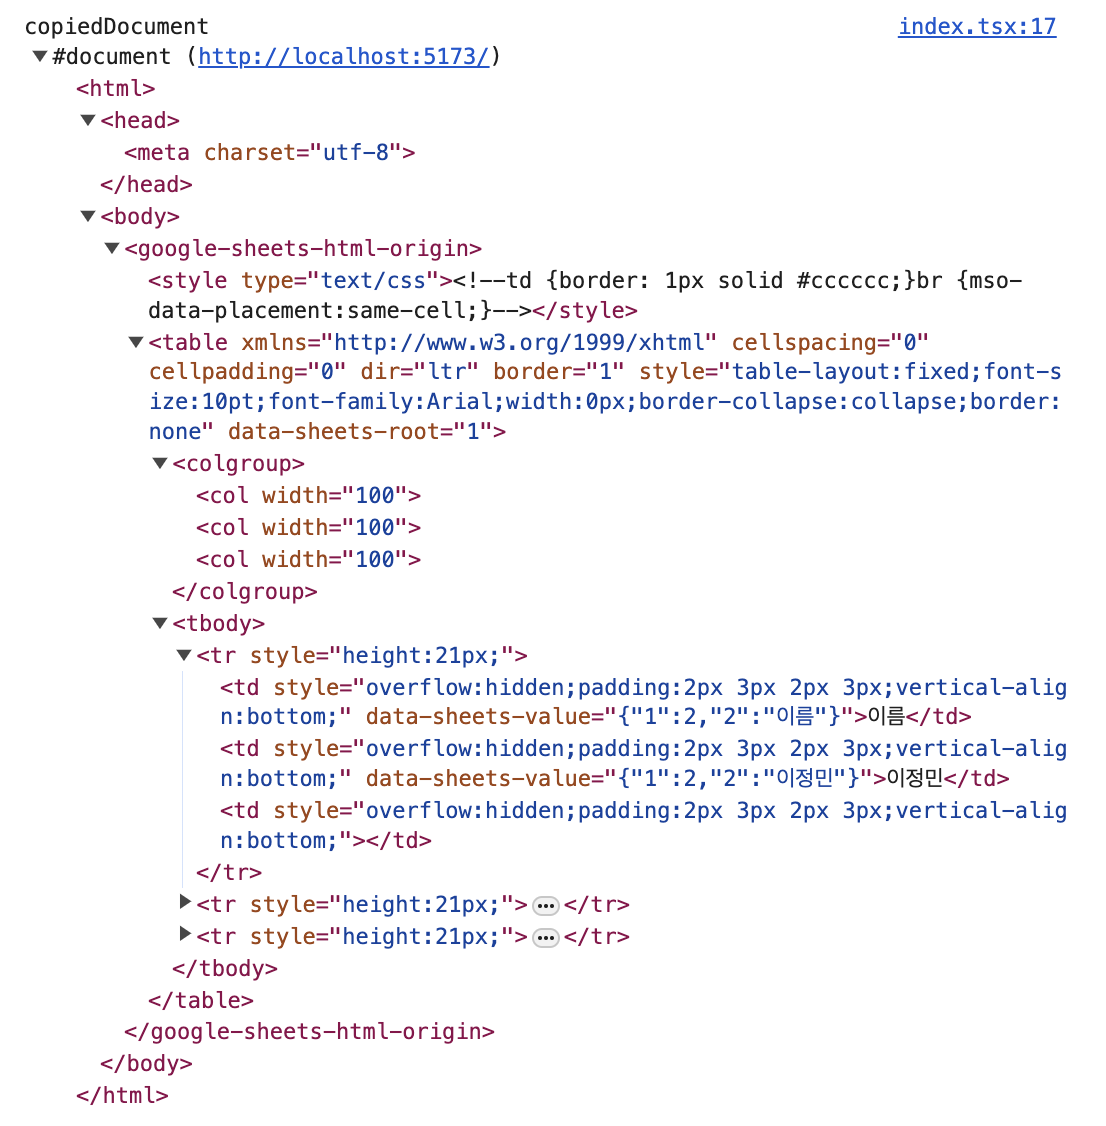 copiedDocument index.tsx:17
▼#document (http://localhost:5173/)
<html>
▼<head>
<meta charset="utf-8">
</head>
▼<body>
▼<google-sheets-html-origin>
<style type="text/css"><!--td {border: 1px solid #cccccc;}br {mso-
data-placement:same-cell;}--></style>
▼<table xmlns="http://www.w3.org/1999/xhtml" cellspacing="0"
cellpadding="0" dir="ltr" border="1" style="table-layout:fixed;font-s
ize:10pt;font-family:Arial;width:0px;border-collapse:collapse;border:
none" data-sheets-root="1">
▼<colgroup>
<col width="100">
<col width="100">
<col width="100">
</colgroup>
▼<tbody>
▼<tr style="height:21px;">
<td style="overflow:hidden;padding:2px 3px 2px 3px;vertical-alig
n:bottom;" data-sheets-value="{"1":2,"2":"이름"}">이름</td>
<td style="overflow:hidden;padding:2px 3px 2px 3px;vertical-alig
n:bottom;" data-sheets-value="{"1":2,"2":"이정민"}">이정민</td>
<td style="overflow:hidden;padding:2px 3px 2px 3px;vertical-alig
n:bottom;"></td>
</tr>
▶<tr style="height:21px;">…</tr>
▶<tr style="height:21px;">…</tr>
</tbody>
</table>
</google-sheets-html-origin>
</body>
</html>